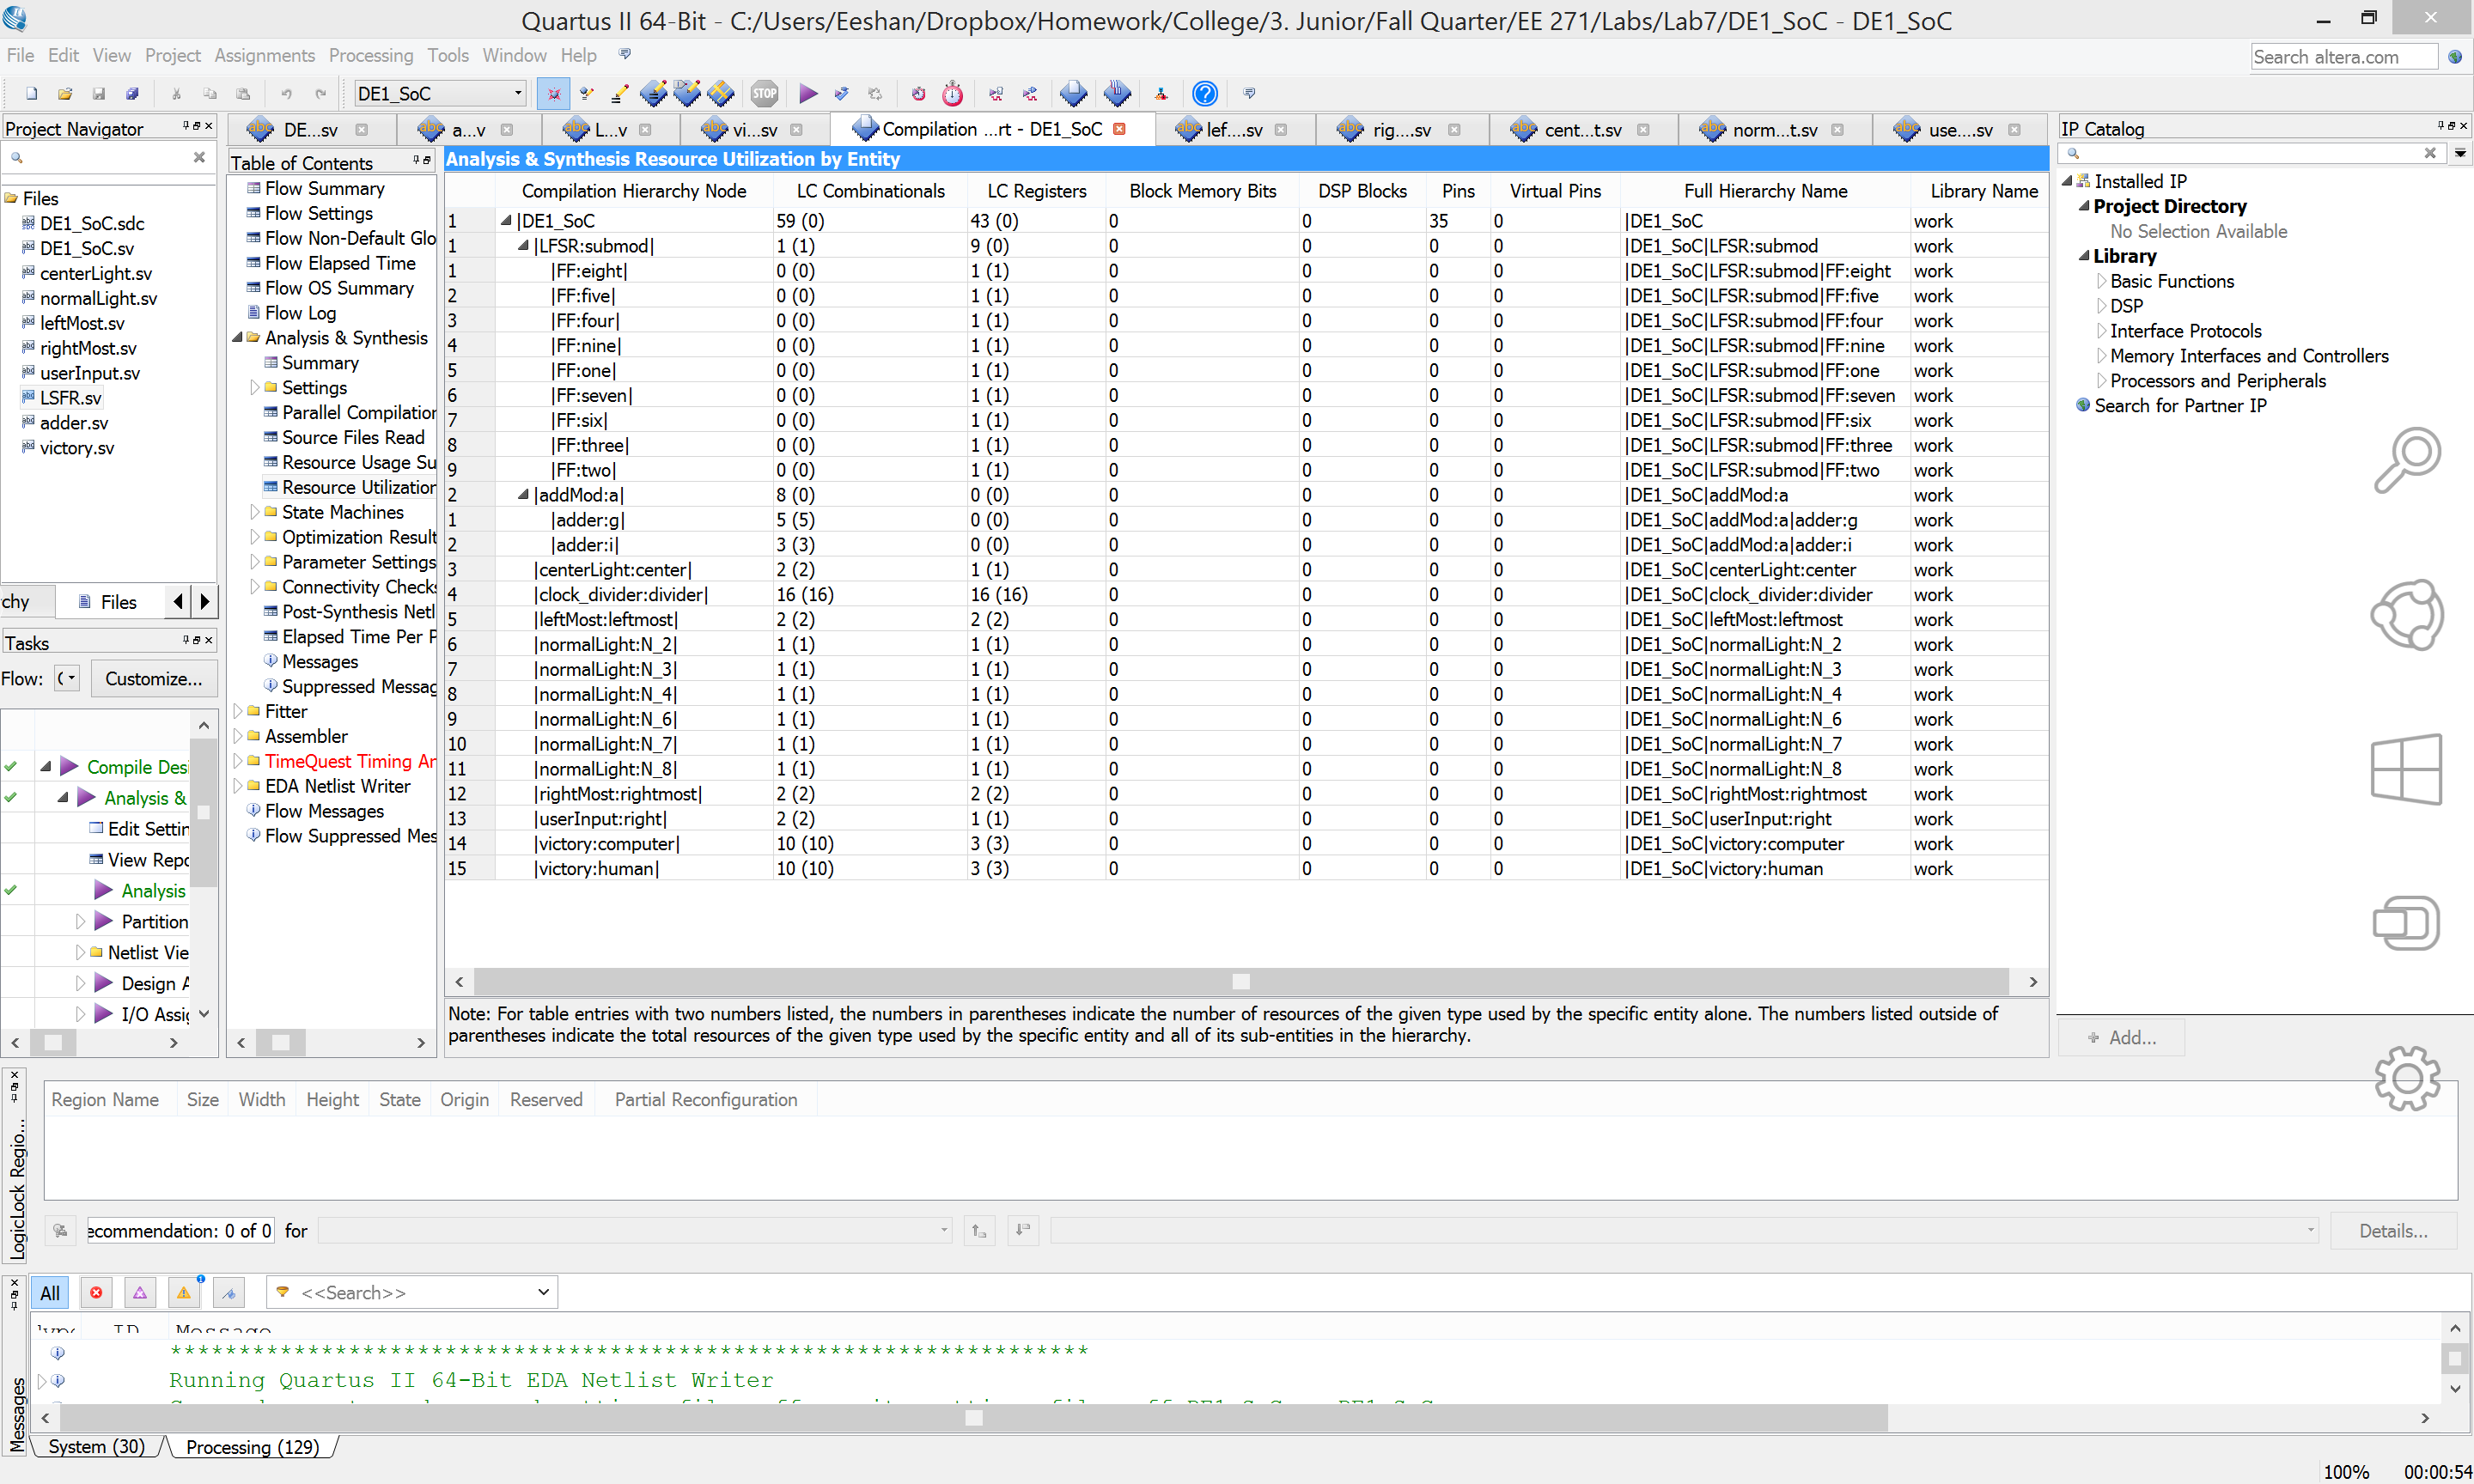 Quartus II 64-Bit - C:/Users/Eeshan/Dropbox/Homework/College/3. Junior/Fall Quarter/EE 271/Labs/Lab7/DE1_SoC - DE1_SoC
File Edit View Project Assignments Processing Tools Window Help
Search altera.com
DE1_SoC
STOP
Project Navigator
Files
DE1_SoC.sdc
DE1_SoC.sv
centerLight.sv
normalLight.sv
leftMost.sv
rightMost.sv
userInput.sv
LSFR.sv
adder.sv
victory.sv
rchy Files
Tasks
Flow: ( Customize...
Compile Desi
Analysis &
Edit Settin
View Repo
Analysis
Partition
Netlist Vie
Design A
I/O Assig
DE...sv a...v L...v vi...sv Compilation ...rt - DE1_SoC lef....sv rig....sv cent...t.sv norm...t.sv use....sv
Table of Contents
Flow Summary
Flow Settings
Flow Non-Default Glo
Flow Elapsed Time
Flow OS Summary
Flow Log
Analysis & Synthesis
Summary
Settings
Parallel Compilation
Source Files Read
Resource Usage Su
Resource Utilization
State Machines
Optimization Result
Parameter Settings
Connectivity Checks
Post-Synthesis Netl
Elapsed Time Per P
Messages
Suppressed Messag
Fitter
Assembler
TimeQuest Timing An
EDA Netlist Writer
Flow Messages
Flow Suppressed Mes
Analysis & Synthesis Resource Utilization by Entity
Compilation Hierarchy Node LC Combinationals LC Registers Block Memory Bits DSP Blocks Pins Virtual Pins Full Hierarchy Name Library Name
1 |DE1_SoC 59 (0) 43 (0) 0 0 35 0 |DE1_SoC work
1 |LFSR:submod| 1 (1) 9 (0) 0 0 0 0 |DE1_SoC|LFSR:submod work
1 |FF:eight| 0 (0) 1 (1) 0 0 0 0 |DE1_SoC|LFSR:submod|FF:eight work
2 |FF:five| 0 (0) 1 (1) 0 0 0 0 |DE1_SoC|LFSR:submod|FF:five work
3 |FF:four| 0 (0) 1 (1) 0 0 0 0 |DE1_SoC|LFSR:submod|FF:four work
4 |FF:nine| 0 (0) 1 (1) 0 0 0 0 |DE1_SoC|LFSR:submod|FF:nine work
5 |FF:one| 0 (0) 1 (1) 0 0 0 0 |DE1_SoC|LFSR:submod|FF:one work
6 |FF:seven| 0 (0) 1 (1) 0 0 0 0 |DE1_SoC|LFSR:submod|FF:seven work
7 |FF:six| 0 (0) 1 (1) 0 0 0 0 |DE1_SoC|LFSR:submod|FF:six work
8 |FF:three| 0 (0) 1 (1) 0 0 0 0 |DE1_SoC|LFSR:submod|FF:three work
9 |FF:two| 0 (0) 1 (1) 0 0 0 0 |DE1_SoC|LFSR:submod|FF:two work
2 |addMod:a| 8 (0) 0 (0) 0 0 0 0 |DE1_SoC|addMod:a work
1 |adder:g| 5 (5) 0 (0) 0 0 0 0 |DE1_SoC|addMod:a|adder:g work
2 |adder:i| 3 (3) 0 (0) 0 0 0 0 |DE1_SoC|addMod:a|adder:i work
3 |centerLight:center| 2 (2) 1 (1) 0 0 0 0 |DE1_SoC|centerLight:center work
4 |clock_divider:divider| 16 (16) 16 (16) 0 0 0 0 |DE1_SoC|clock_divider:divider work
5 |leftMost:leftmost| 2 (2) 2 (2) 0 0 0 0 |DE1_SoC|leftMost:leftmost work
6 |normalLight:N_2| 1 (1) 1 (1) 0 0 0 0 |DE1_SoC|normalLight:N_2 work
7 |normalLight:N_3| 1 (1) 1 (1) 0 0 0 0 |DE1_SoC|normalLight:N_3 work
8 |normalLight:N_4| 1 (1) 1 (1) 0 0 0 0 |DE1_SoC|normalLight:N_4 work
9 |normalLight:N_6| 1 (1) 1 (1) 0 0 0 0 |DE1_SoC|normalLight:N_6 work
10 |normalLight:N_7| 1 (1) 1 (1) 0 0 0 0 |DE1_SoC|normalLight:N_7 work
11 |normalLight:N_8| 1 (1) 1 (1) 0 0 0 0 |DE1_SoC|normalLight:N_8 work
12 |rightMost:rightmost| 2 (2) 2 (2) 0 0 0 0 |DE1_SoC|rightMost:rightmost work
13 |userInput:right| 2 (2) 1 (1) 0 0 0 0 |DE1_SoC|userInput:right work
14 |victory:computer| 10 (10) 3 (3) 0 0 0 0 |DE1_SoC|victory:computer work
15 |victory:human| 10 (10) 3 (3) 0 0 0 0 |DE1_SoC|victory:human work
Note: For table entries with two numbers listed, the numbers in parentheses indicate the number of resources of the given type used by the specific entity alone. The numbers listed outside of
parentheses indicate the total resources of the given type used by the specific entity and all of its sub-entities in the hierarchy.
IP Catalog
Installed IP
Project Directory
No Selection Available
Library
Basic Functions
DSP
Interface Protocols
Memory Interfaces and Controllers
Processors and Peripherals
Search for Partner IP
+ Add...
LogicLock Regio...
Region Name Size Width Height State Origin Reserved Partial Reconfiguration
ecommendation: 0 of 0 for Details...
Messages
All <<Search>>
Type ID Message
*******************************************************************
Running Quartus II 64-Bit EDA Netlist Writer
System (30) Processing (129)
100% 00:00:54